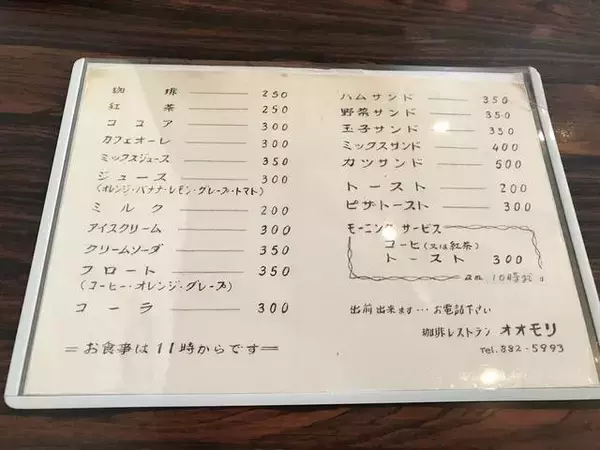 珈琲 250
紅茶 250
ココア 300
カフェオーレ 300
ミックスジュース 350
ジュース 300
(オレンジ・バナナ・レモン・グレープ・トマト)
ミルク 200
アイスクリーム 300
クリームソーダ 350
フロート 350
(コーヒー・オレンジ・グレープ)
コーラ 300
=お食事は11時からです=
ハムサンド 350
野菜サンド 350
玉子サンド 350
ミックスサンド 400
カツサンド 500
トースト 200
ピザトースト 300
モーニングサービス
コーヒ(又は紅茶)
トースト 300
10時
出前出来ます…お電話下さい
珈琲レストラン オオモリ
Tel. 882-5993